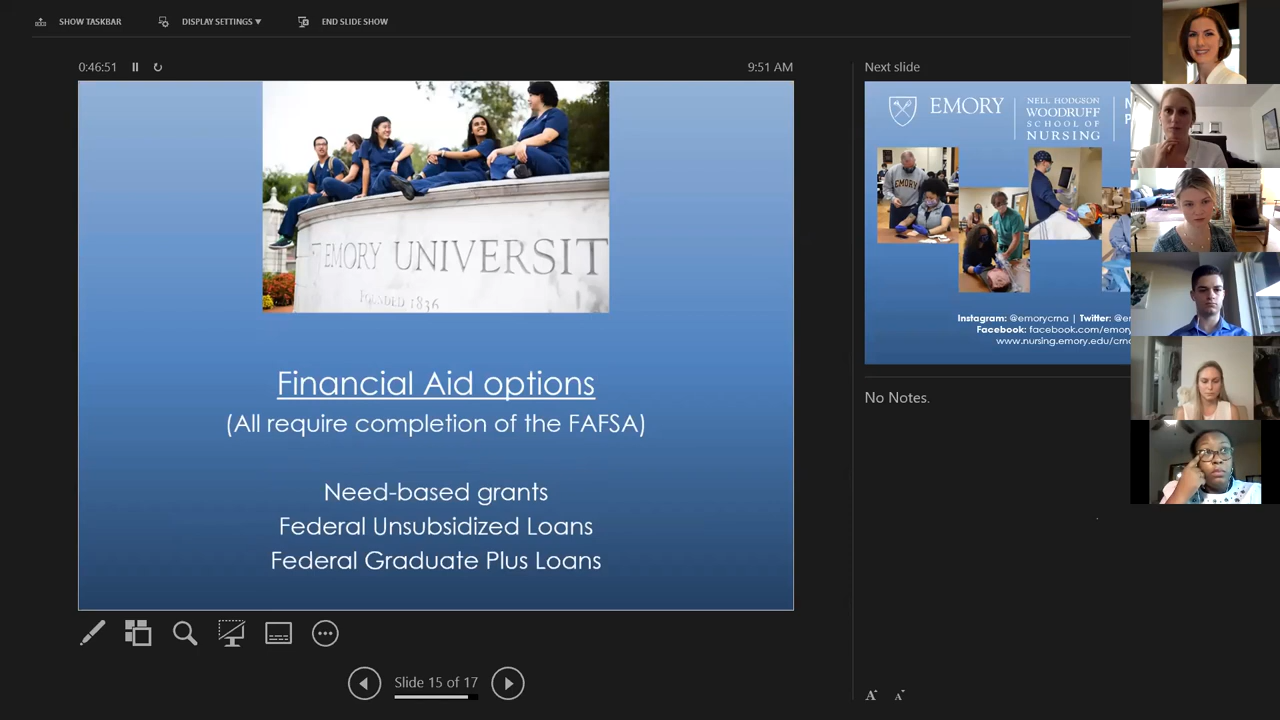 SHOW TASKBAR
DISPLAY SETTINGS ▼
END SLIDE SHOW
0:46:51
9:51 AM
EMORY UNIVERSIT
FOUNDED 1836
Financial Aid options
(All require completion of the FAFSA)
Need-based grants
Federal Unsubsidized Loans
Federal Graduate Plus Loans
Slide 15 of 17
Next slide
EMORY
NELL HODGSON
WOODRUFF
SCHOOL OF
NURSING
N
P
EMORY
Instagram: @emorycrna | Twitter: @e
Facebook: facebook.com/emory
www.nursing.emory.edu/crn
No Notes.
A A